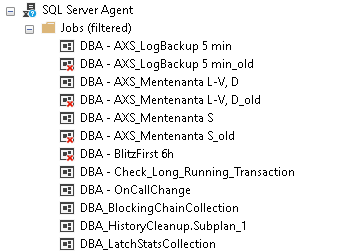 SQL Server Agent
Jobs (filtered)
DBA - AXS_LogBackup 5 min
DBA - AXS_LogBackup 5 min_old
DBA - AXS_Mentenanta L-V, D
DBA - AXS_Mentenanta L-V, D_old
DBA - AXS_Mentenanta S
DBA - AXS_Mentenanta S_old
DBA - BlitzFirst 6h
DBA - Check_Long_Running_Transaction
DBA - OnCallChange
DBA_BlockingChainCollection
DBA_HistoryCleanup.Subplan_1
DBA_LatchStatsCollection